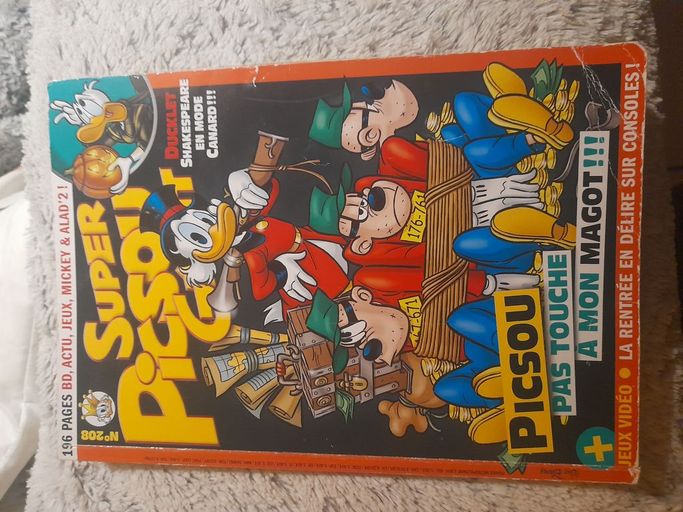 196 PAGES BD, ACTU, JEUX, MICKEY & ALAD'2 !
N°208
SUPER
PICSOU
DUCKLET
SHAKESPEARE
EN MODE
CANARD!!!
176-761
PICSOU
PAS TOUCHE
À MON MAGOT!!!
+
JEUX VIDÉO • LA RENTRÉE EN DÉLIRE SUR CONSOLES !